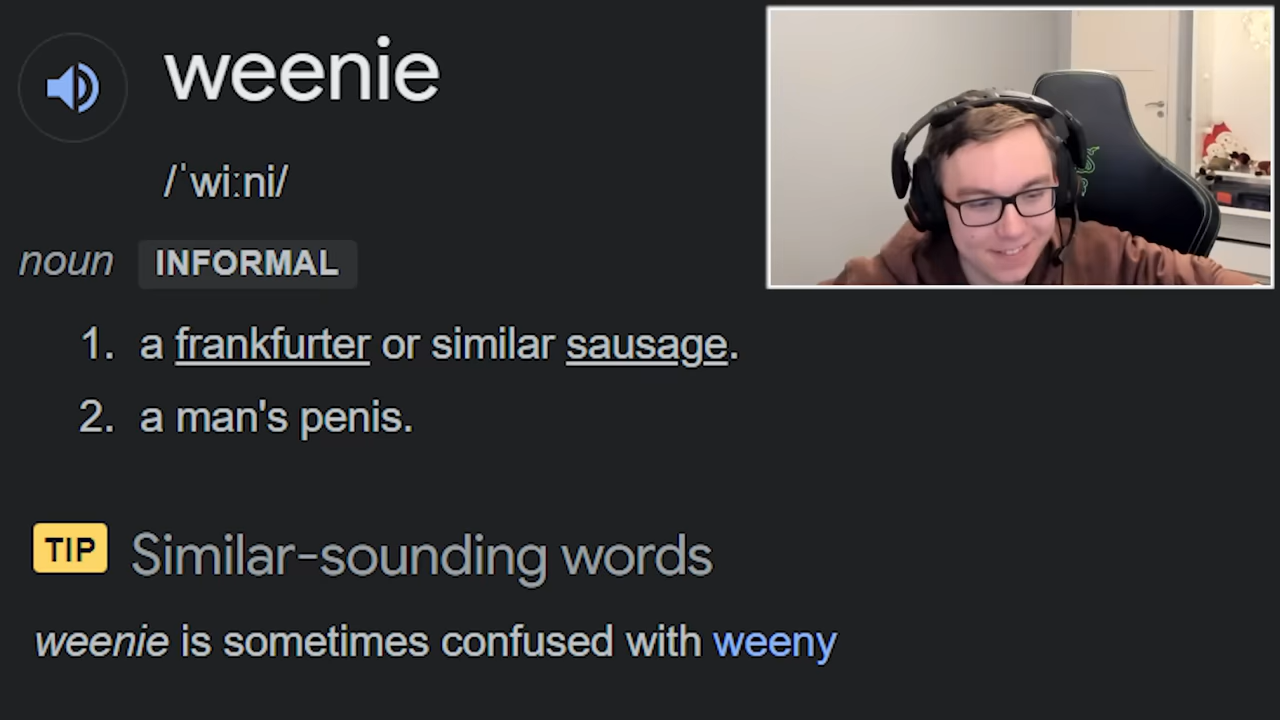 weenie
/ˈwiːni/
noun INFORMAL
1. a frankfurter or similar sausage.
2. a man's penis.
TIP Similar-sounding words
weenie is sometimes confused with weeny